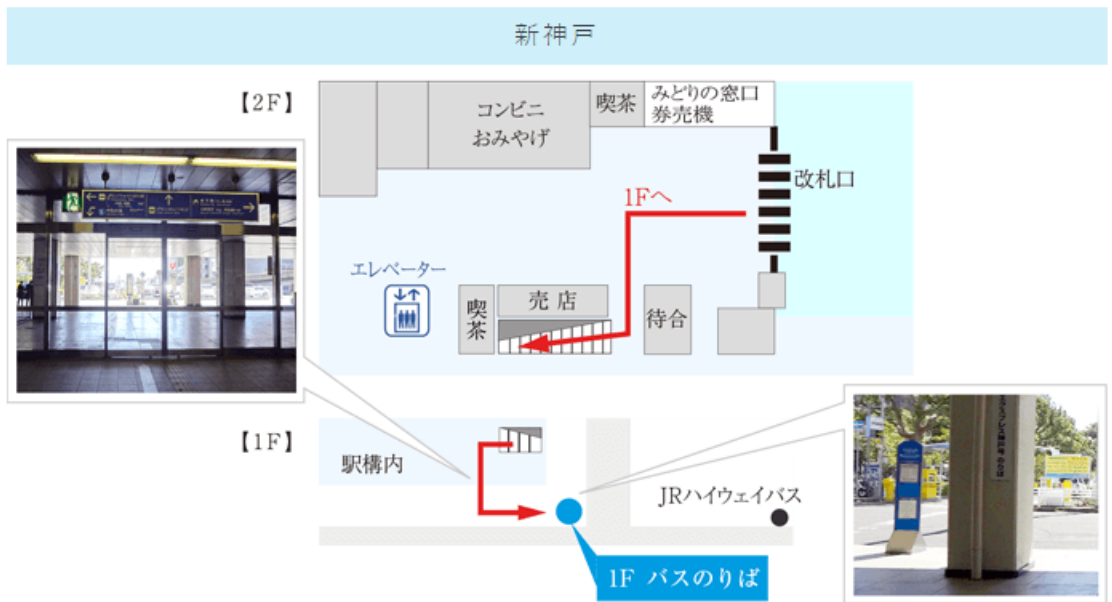 新神戸
【2F】
コンビニ
おみやげ
喫茶
みどりの窓口
券売機
改札口
1Fへ
エレベーター
喫茶
売店
待合
【1F】
駅構内
JRハイウェイバス
1F バスのりば